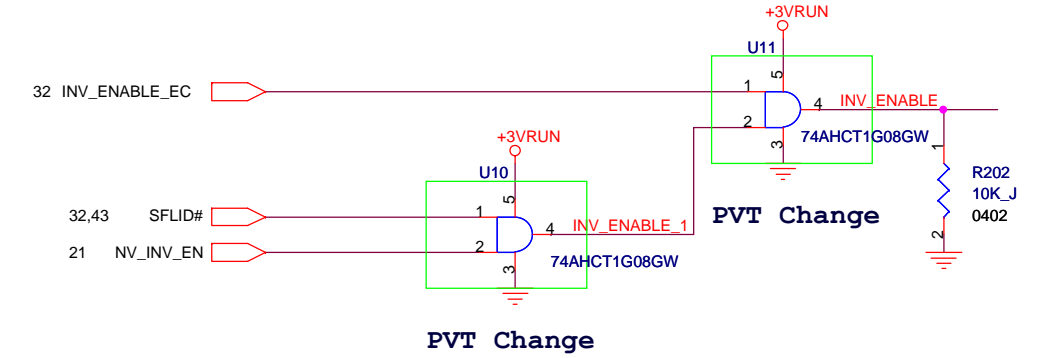 +3VRUN
U11
5
32 INV_ENABLE_EC
1
4
INV_ENABLE
2
3
74AHCT1G08GW
1
R202
10K_J
0402
2
PVT Change
+3VRUN
U10
5
32,43 SFLID#
1
4
INV_ENABLE_1
21 NV_INV_EN
2
3
74AHCT1G08GW
PVT Change